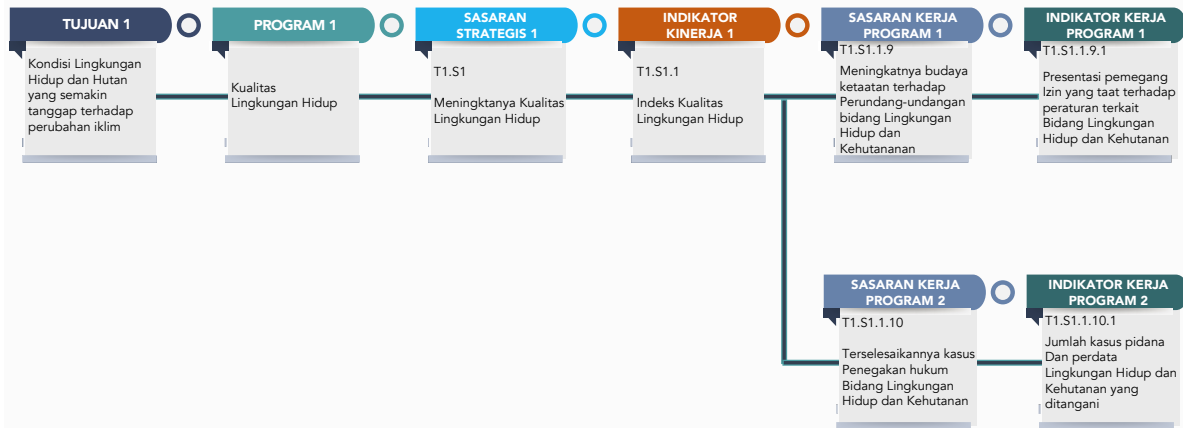 TUJUAN 1
Kondisi Lingkungan
Hidup dan Hutan
yang semakin
tanggap terhadap
perubahan iklim
PROGRAM 1
Kualitas
Lingkungan Hidup
SASARAN
STRATEGIS 1
T1.S1
Meningktanya Kualitas
Lingkungan Hidup
INDIKATOR
KINERJA 1
T1.S1.1
Indeks Kualitas
Lingkungan Hidup
SASARAN KERJA
PROGRAM 1
T1.S1.1.9
Meningkatnya budaya
ketaatan terhadap
Perundang-undangan
bidang Lingkungan
Hidup dan
Kehutananan
INDIKATOR KERJA
PROGRAM 1
T1.S1.1.9.1
Presentasi pemegang
Izin yang taat terhadap
peraturan terkait
Bidang Lingkungan
Hidup dan Kehutanan
SASARAN KERJA
PROGRAM 2
T1.S1.1.10
Terselesaikannya kasus
Penegakan hukum
Bidang Lingkungan
Hidup dan Kehutanan
INDIKATOR KERJA
PROGRAM 2
T1.S1.1.10.1
Jumlah kasus pidana
Dan perdata
Lingkungan Hidup dan
Kehutanan yang
ditangani